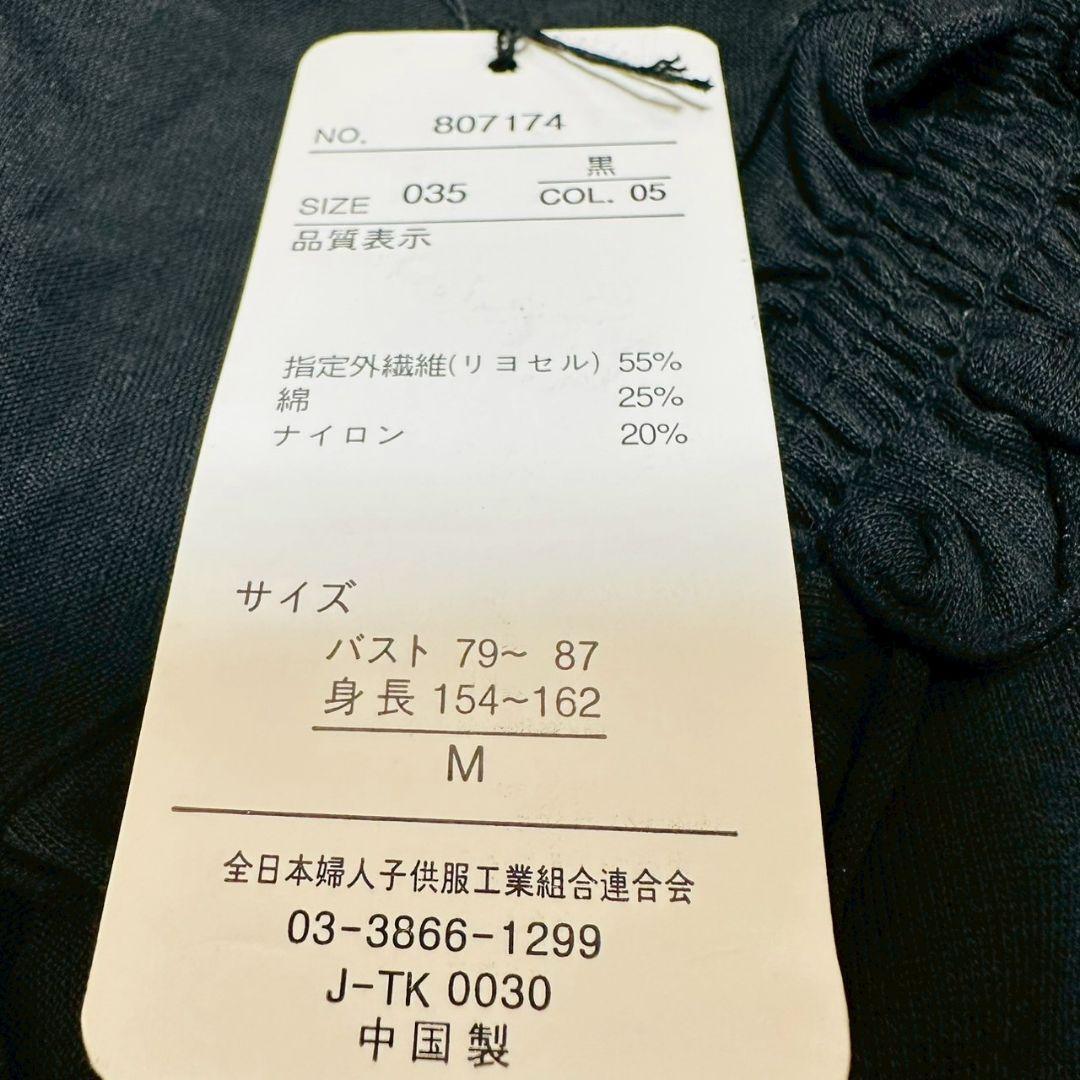 NO. 807174
黒
SIZE 035 COL. 05
品質表示
指定外繊維(リヨセル) 55%
綿 25%
ナイロン 20%
サイズ
バスト 79~ 87
身長 154~162
M
全日本婦人子供服工業組合連合会
03-3866-1299
J-TK 0030
中国製